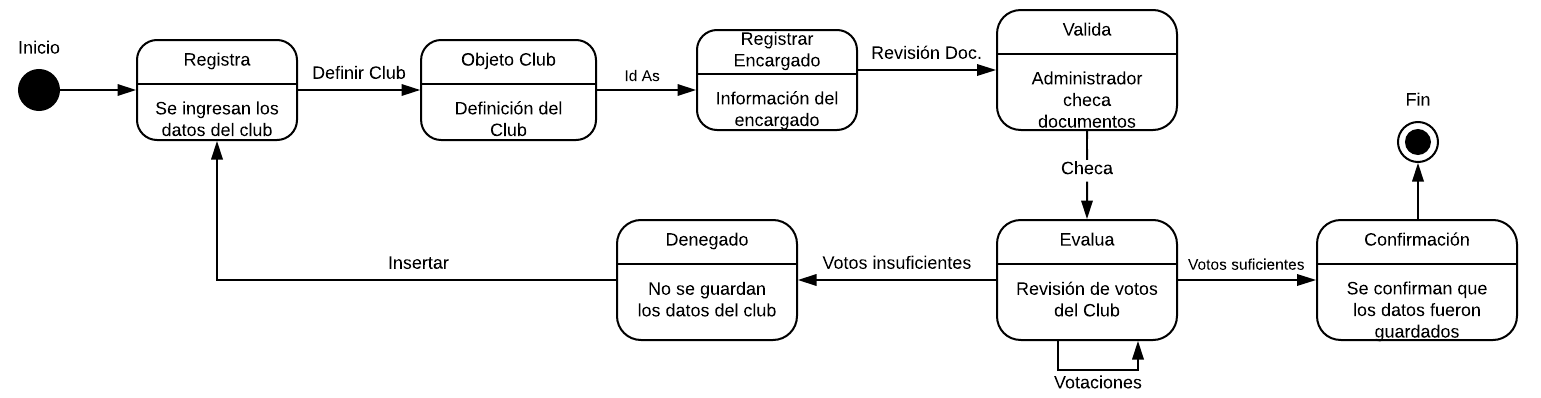 Inicio
Registra
Se ingresan los
datos del club
Definir Club
Objeto Club
Definición del
Club
Id As
Registrar
Encargado
Información del
encargado
Revisión Doc.
Valida
Administrador
checa
documentos
Checa
Evalua
Revisión de votos
del Club
Votaciones
Votos insuficientes
Denegado
No se guardan
los datos del club
Insertar
Votos suficientes
Confirmación
Se confirman que
los datos fueron
guardados
Fin